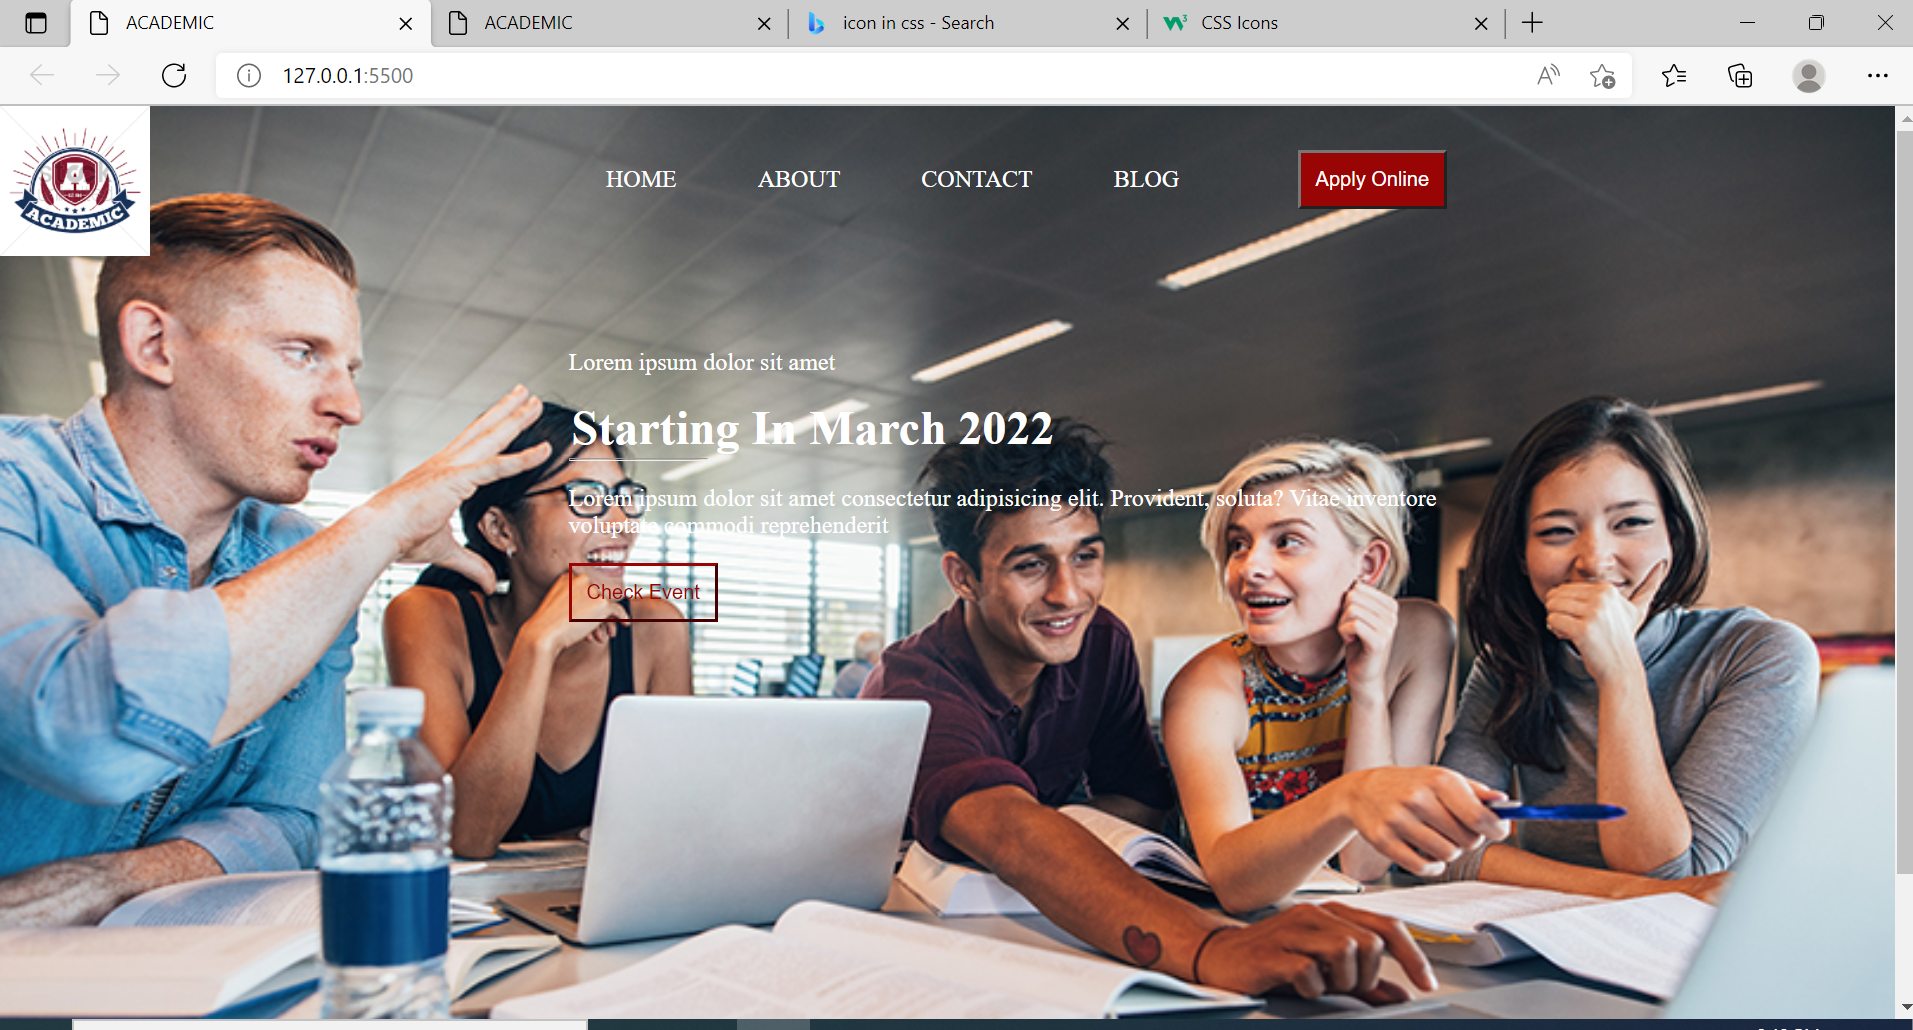 ACADEMIC
ACADEMIC
icon in css - Search
CSS Icons
127.0.0.1:5500
A
ACADEMIC
HOME ABOUT CONTACT BLOG Apply Online
Lorem ipsum dolor sit amet
Starting In March 2022
Lorem ipsum dolor sit amet consectetur adipisicing elit. Provident, soluta? Vitae inventore
voluptate commodi reprehenderit
Check Event